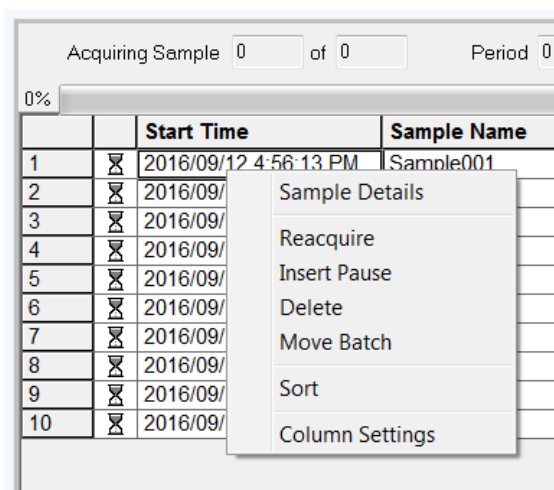 Acquiring Sample 0 of 0 Period 0
0%
Start Time Sample Name
1 2016/09/12 4:56:13 PM Sample001
2 2016/09/ Sample Details
3 2016/09/
4 2016/09/ Reacquire
5 2016/09/ Insert Pause
6 2016/09/ Delete
7 2016/09/ Move Batch
8 2016/09/
9 2016/09/ Sort
10 2016/09/ Column Settings